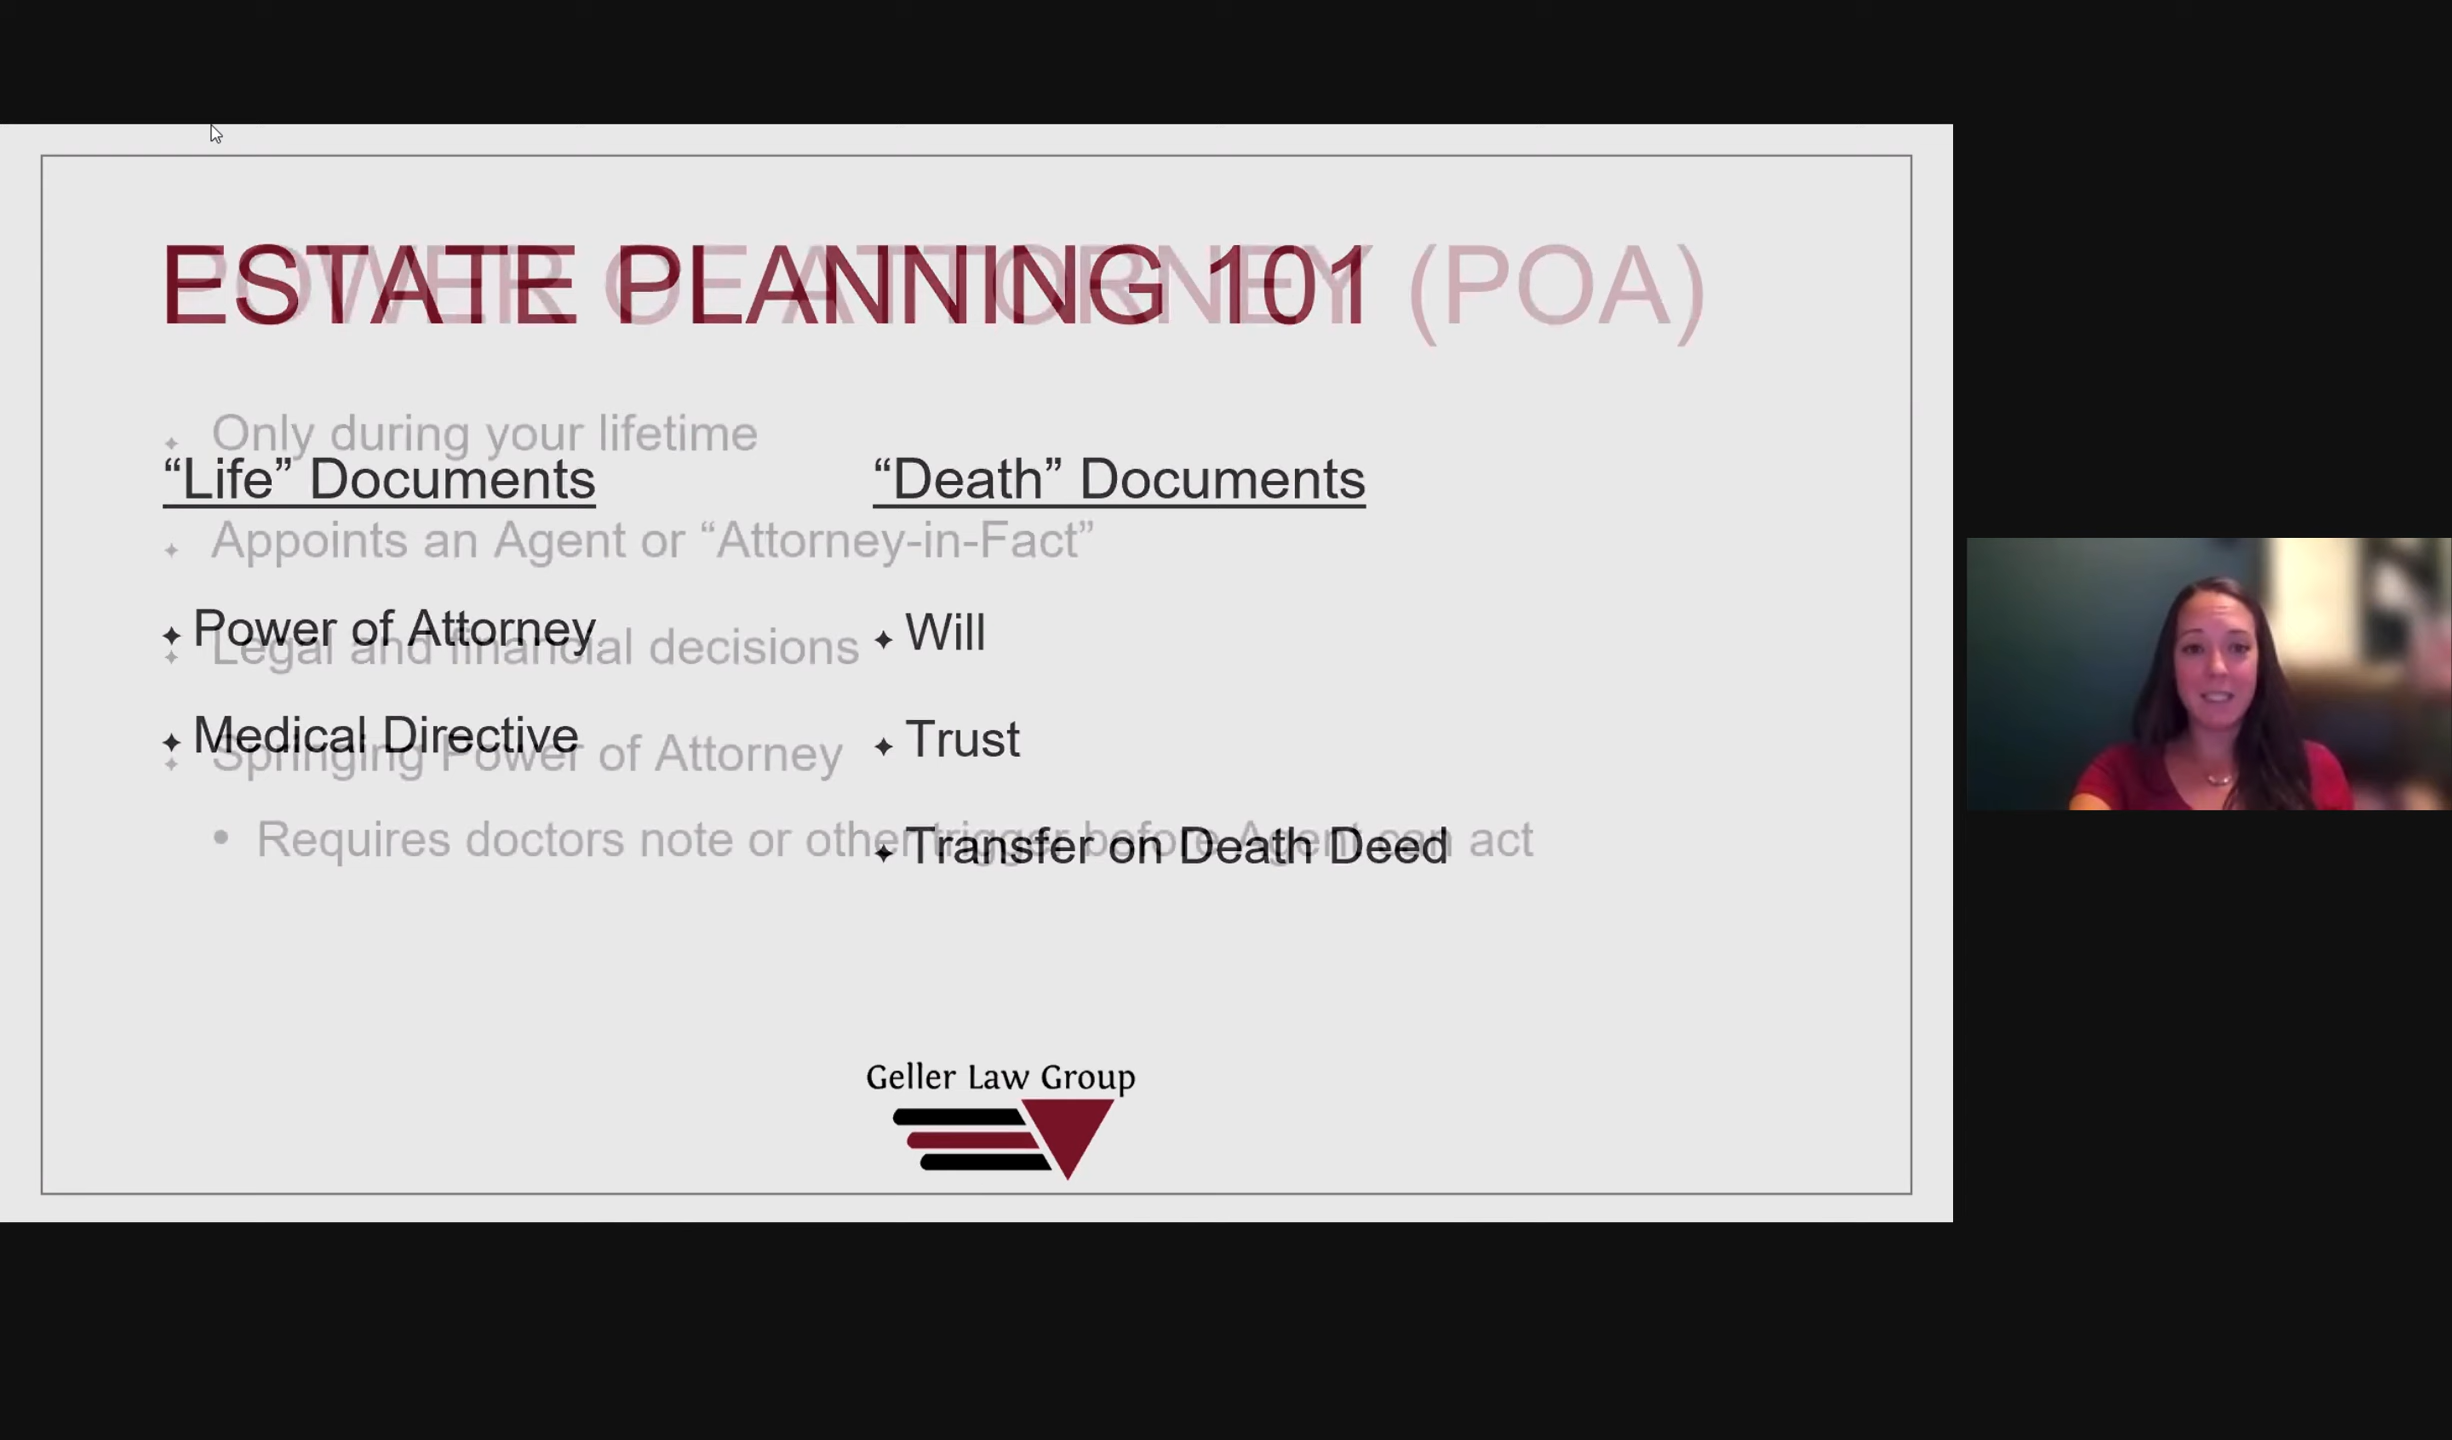 ESTATE PLANNING 101
POWER OF ATTORNEY (POA)
Only during your lifetime
“Life” Documents
“Death” Documents
Appoints an Agent or “Attorney-in-Fact”
Power of Attorney
Legal and financial decisions
Will
Medical Directive
Springing Power of Attorney
Trust
Requires doctors note or other trigger before Agent can act
Transfer on Death Deed
Geller Law Group